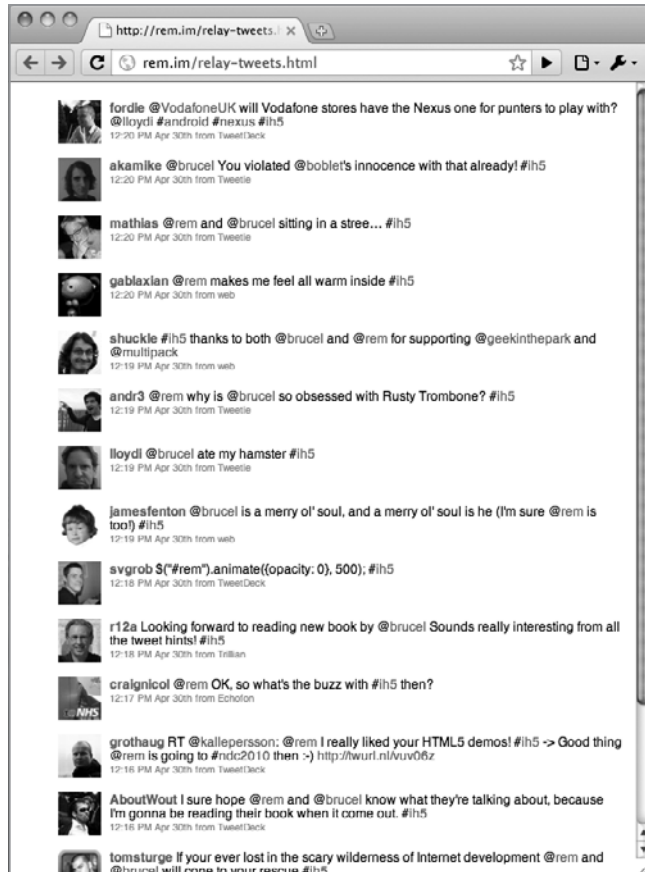 http://rem.im/relay-tweets.
rem.im/relay-tweets.html
fordie @VodafoneUK will Vodafone stores have the Nexus one for punters to play with?
@lloydi #android #nexus #ih5
12:20 PM Apr 30th from TweetDeck
akamike @brucel You violated @boblet's innocence with that already! #ih5
12:20 PM Apr 30th from Tweetie
mathias @rem and @brucel sitting in a stree... #ih5
12:20 PM Apr 30th from Tweetie
gablaxian @rem makes me feel all warm inside #ih5
12:20 PM Apr 30th from web
shuckle #ih5 thanks to both @brucel and @rem for supporting @geekinthepark and
@multipack
12:19 PM Apr 30th from web
andr3 @rem why is @brucel so obsessed with Rusty Trombone? #ih5
12:19 PM Apr 30th from Tweetie
lloydi @brucel ate my hamster #ih5
12:19 PM Apr 30th from Tweetie
jamesfenton @brucel is a merry ol' soul, and a merry ol' soul is he (I'm sure @rem is
too!) #ih5
12:19 PM Apr 30th from web
svgrob $("#rem").animate({opacity: 0}, 500); #ih5
12:18 PM Apr 30th from TweetDeck
r12a Looking forward to reading new book by @brucel Sounds really interesting from all
the tweet hints! #ih5
12:18 PM Apr 30th from Trillian
craignicol @rem OK, so what's the buzz with #ih5 then?
12:17 PM Apr 30th from Echofon
NHS
grothaug RT @kallepersson: @rem I really liked your HTML5 demos! #ih5 -> Good thing
@rem is going to #ndc2010 then :-) http://twurl.nl/vuv06z
12:16 PM Apr 30th from TweetDeck
AboutWout I sure hope @rem and @brucel know what they're talking about, because
I'm gonna be reading their book when it come out. #ih5
12:16 PM Apr 30th from TweetDeck
tomsturge If your ever lost in the scary wilderness of Internet development @rem and
@brucel will cone to your rescue #ih5